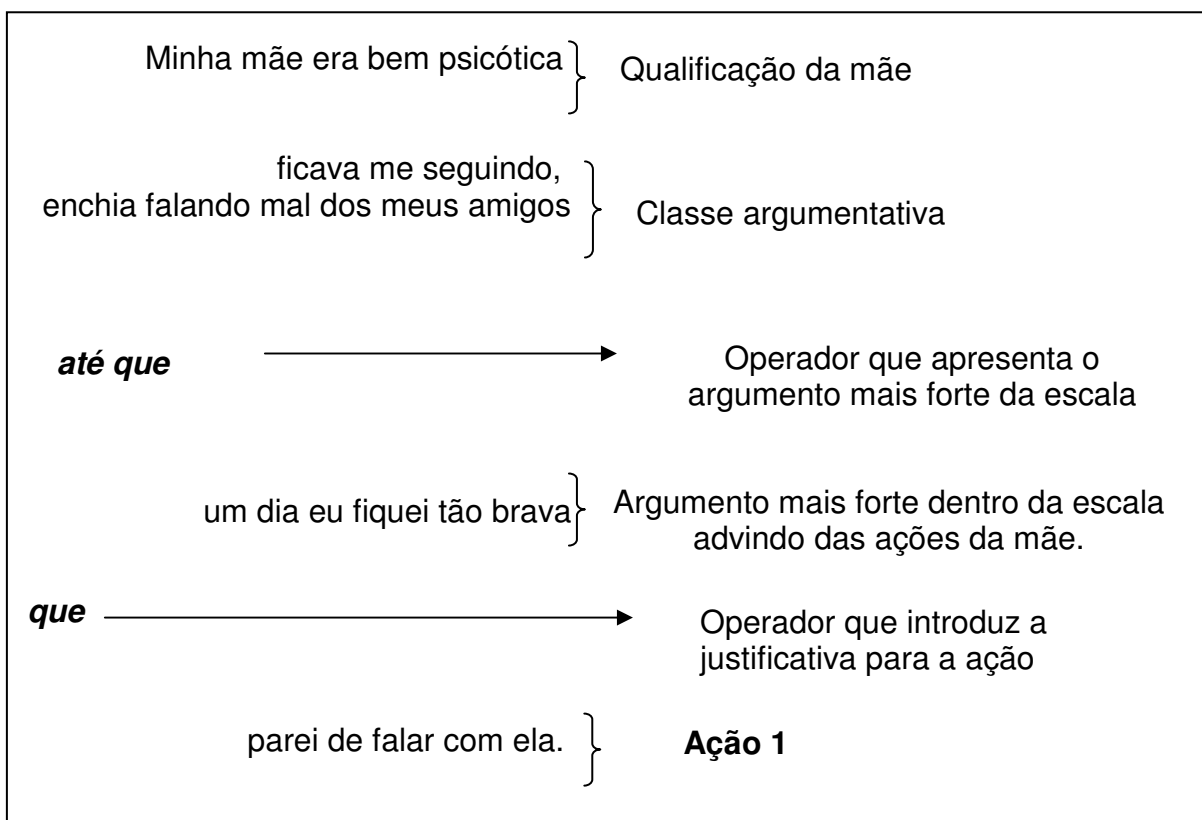 Minha mãe era bem psicótica
Qualificação da mãe
ficava me seguindo,
enchia falando mal dos meus amigos
Classe argumentativa
até que
Operador que apresenta o
argumento mais forte da escala
um dia eu fiquei tão brava
Argumento mais forte dentro da escala
advindo das ações da mãe.
que
Operador que introduz a
justificativa para a ação
parei de falar com ela.
Ação 1